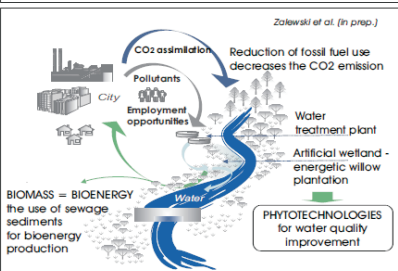 Zalewski et al. (in prep.)
CO2 assimilation
Reduction of fossil fuel use
decreases the CO2 emission
Pollutants
City
Employment
opportunities
Water
treatment plant
Artificial wetland -
energetic willow
plantation
BIOMASS = BIOENERGY
the use of sewage
sediments
for bioenergy
production
Water
PHYTOTECHNOLOGIES
for water quality
improvement